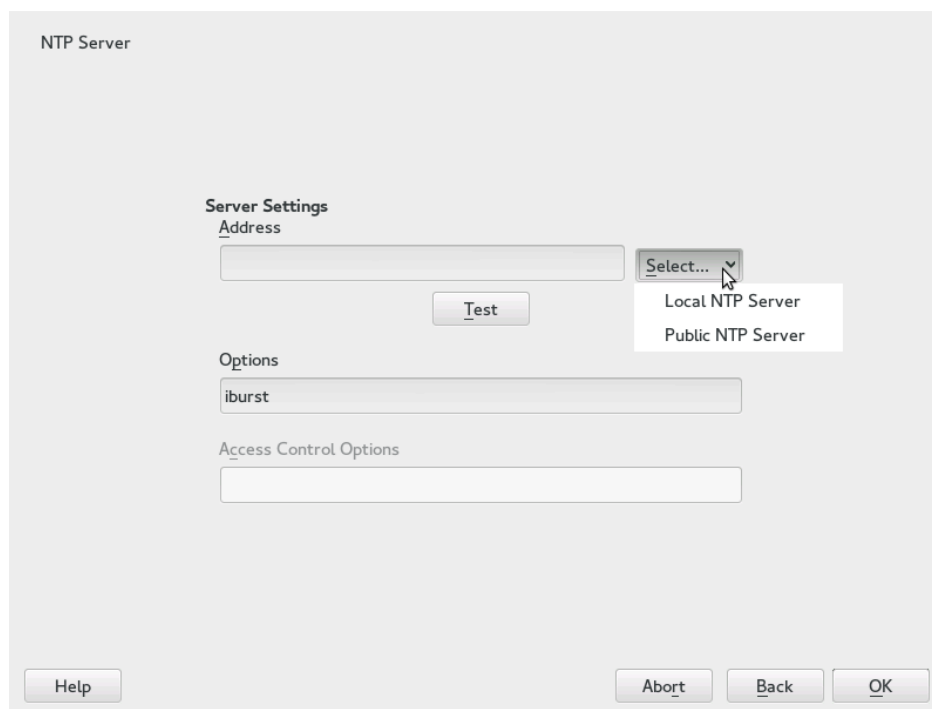 NTP Server
Server Settings
Address
Select...
Local NTP Server
Test
Public NTP Server
Options
iburst
Access Control Options
Help
Abort
Back
OK